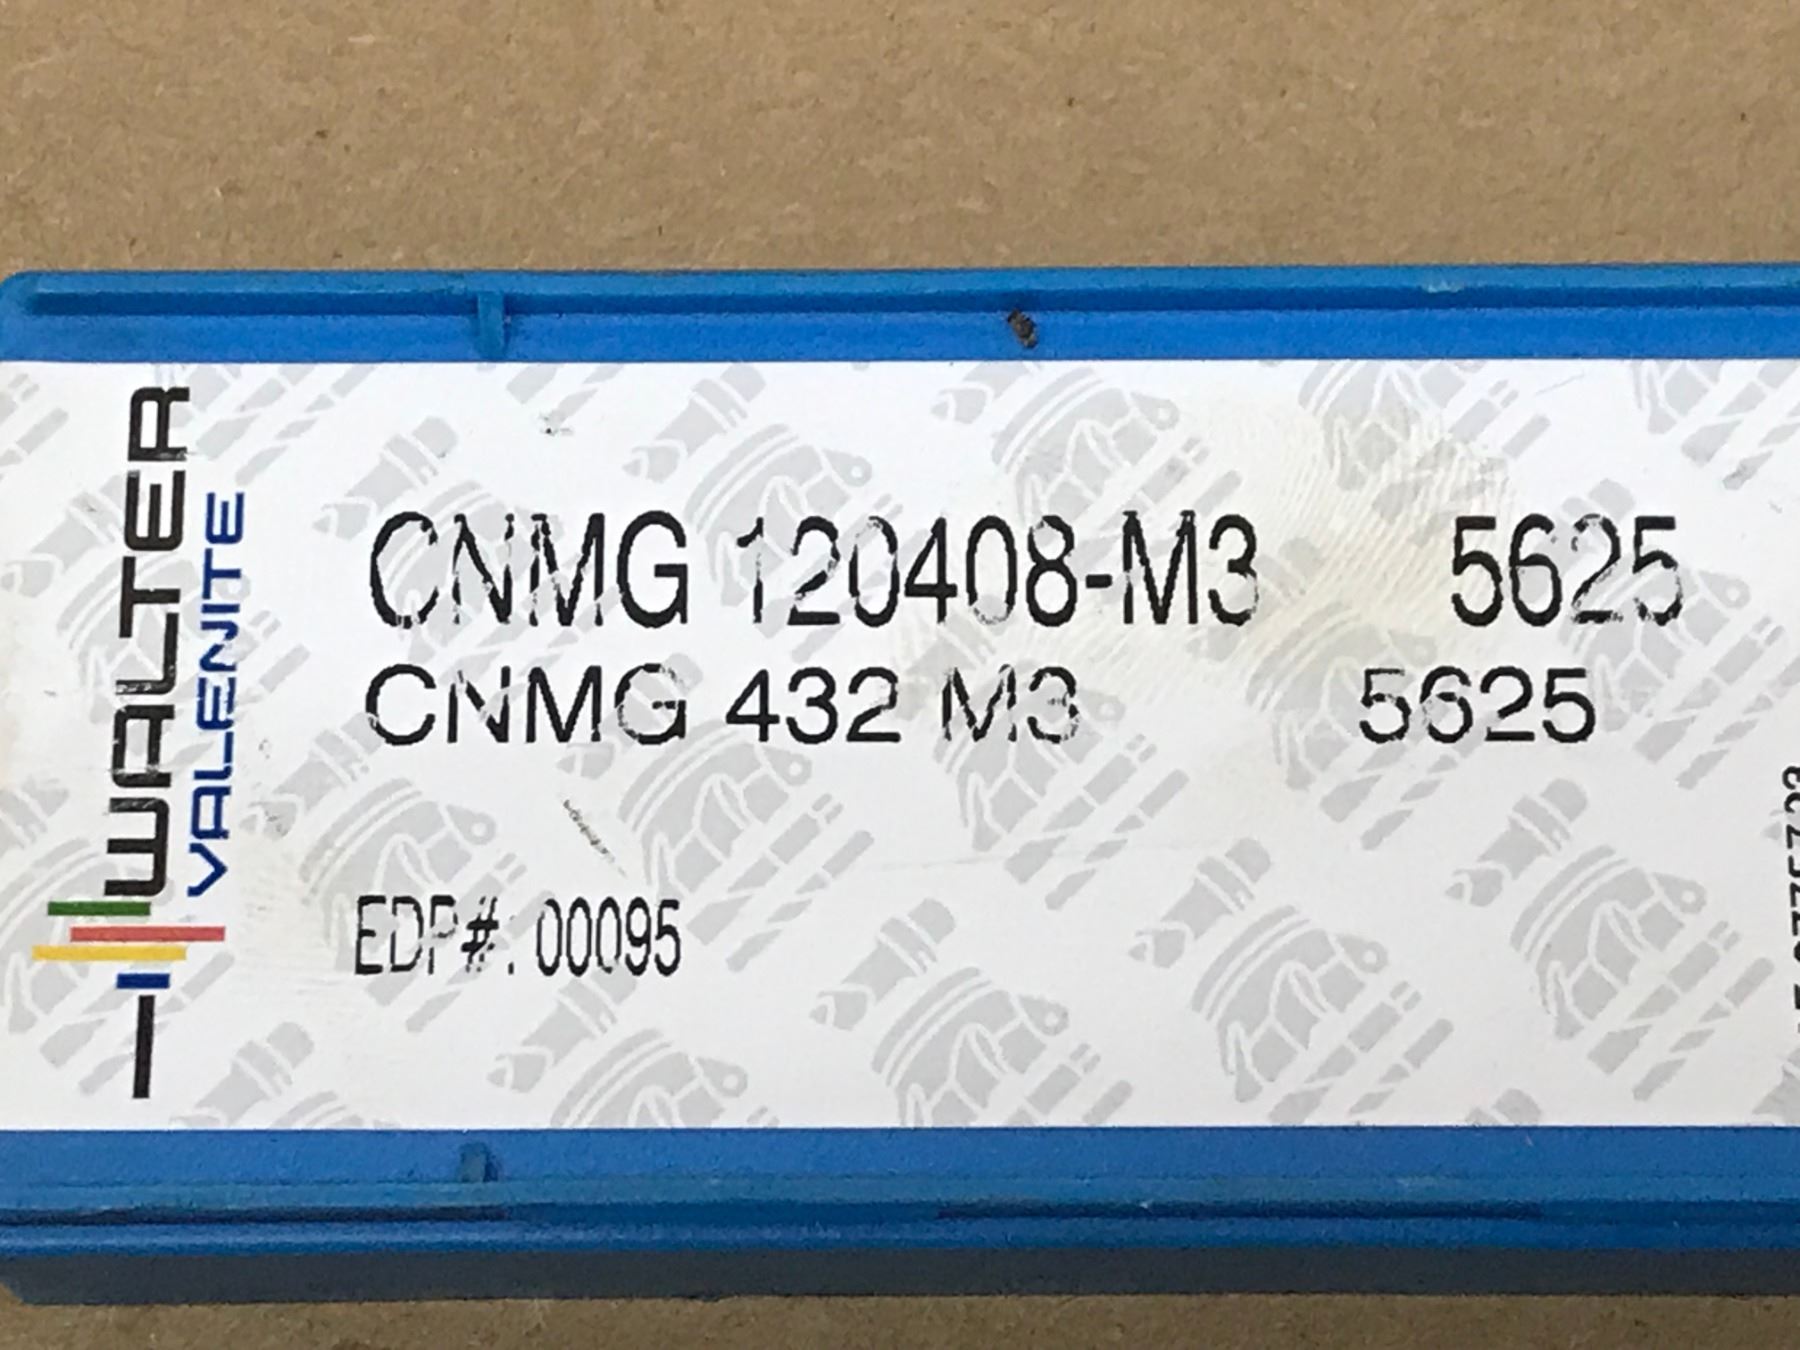 WALTER
VALENITE
CNMG 120408-M3 5625
CNMG 432 M3 5625
EDP#: 00095